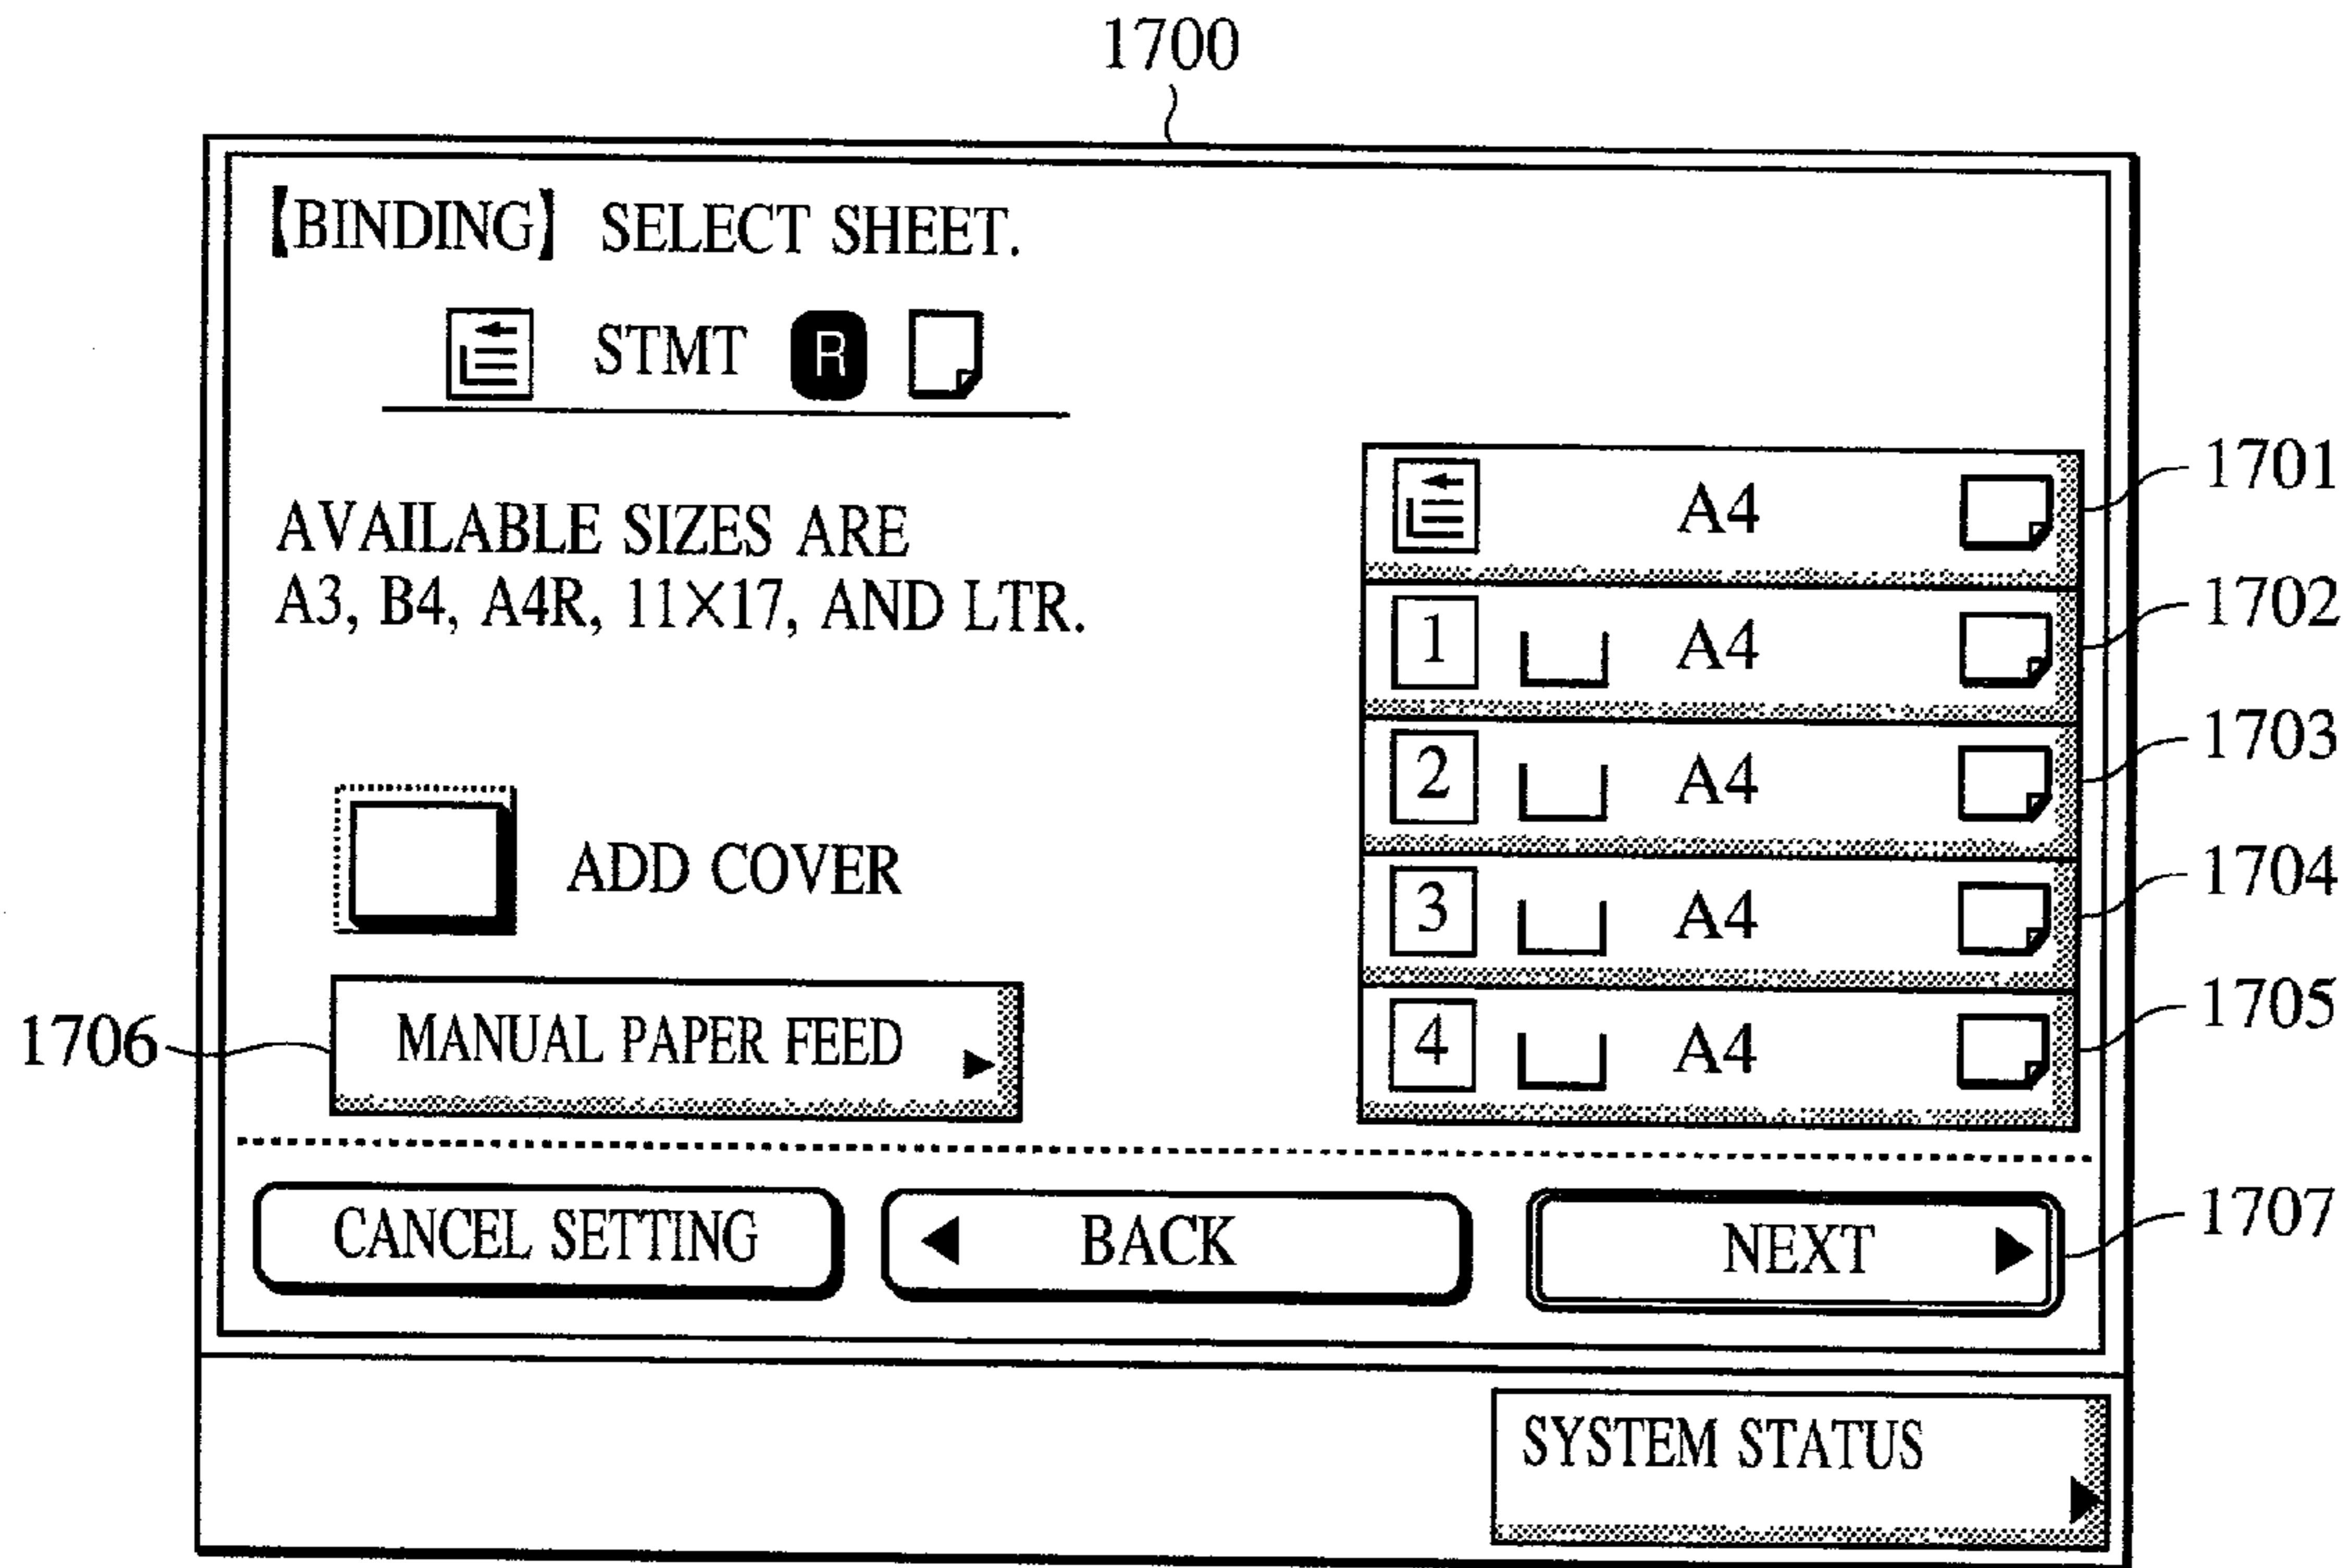 1700
【BINDING】 SELECT SHEET.
STMT R
AVAILABLE SIZES ARE
A3, B4, A4R, 11×17, AND LTR.
A4 1701
1 A4 1702
2 A4 1703
3 A4 1704
4 A4 1705
ADD COVER
1706 MANUAL PAPER FEED
CANCEL SETTING BACK NEXT 1707
SYSTEM STATUS